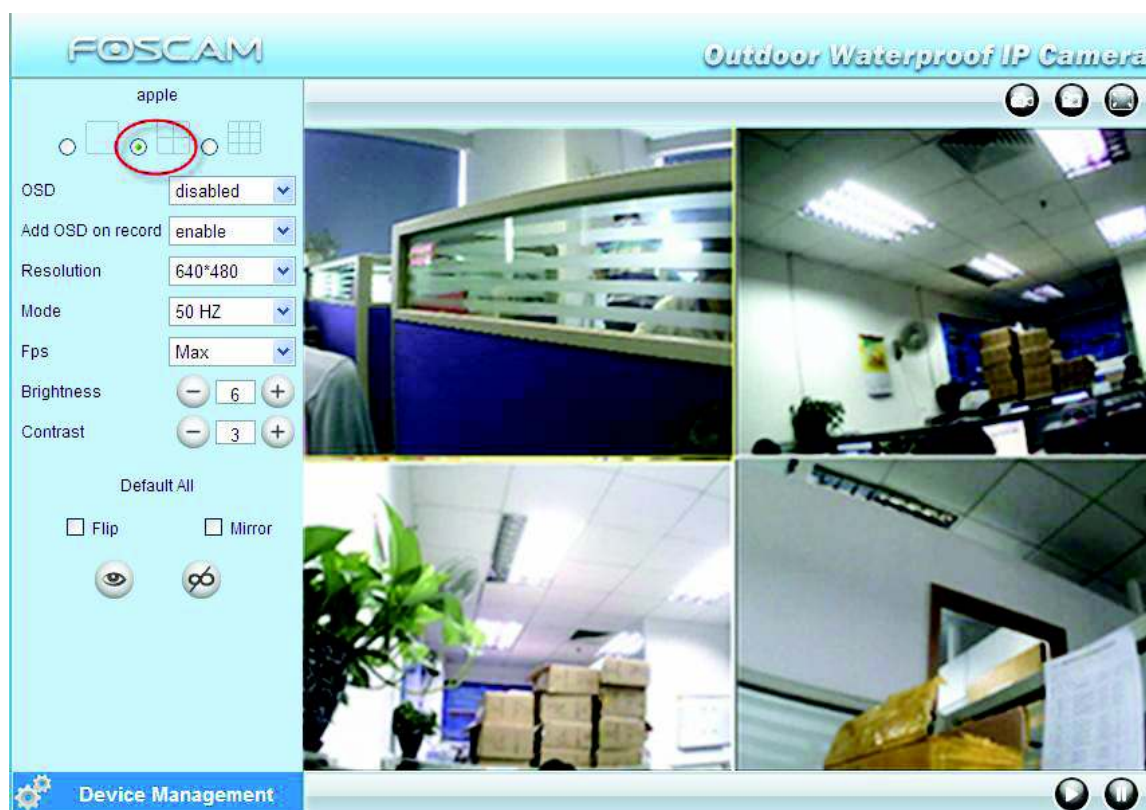 FOSCAM
Outdoor Waterproof IP Camera
apple
OSD disabled
Add OSD on record enable
Resolution 640*480
Mode 50 HZ
Fps Max
Brightness 6
Contrast 3
Default All
Flip Mirror
Device Management